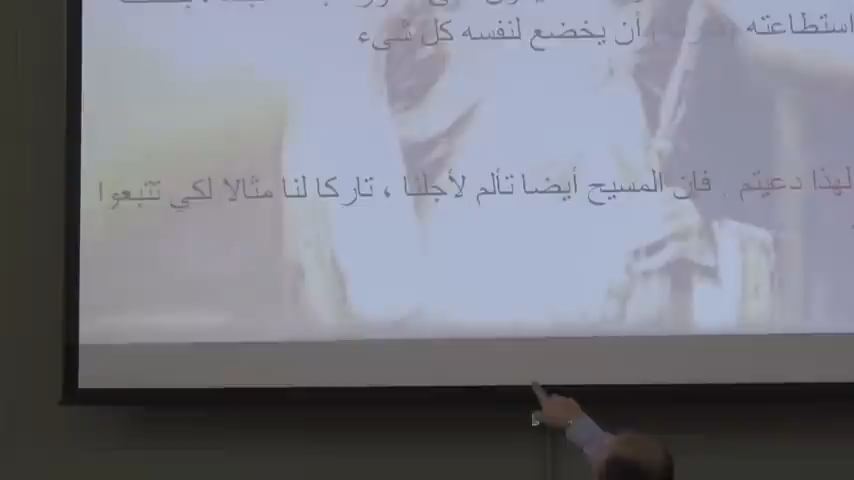 استطاعته أن يخضع لنفسه كل شيء
لهذا دعيتم . فان المسيح أيضا تألم لأجلنا ، تاركا لنا مثالا لكي تتبعوا